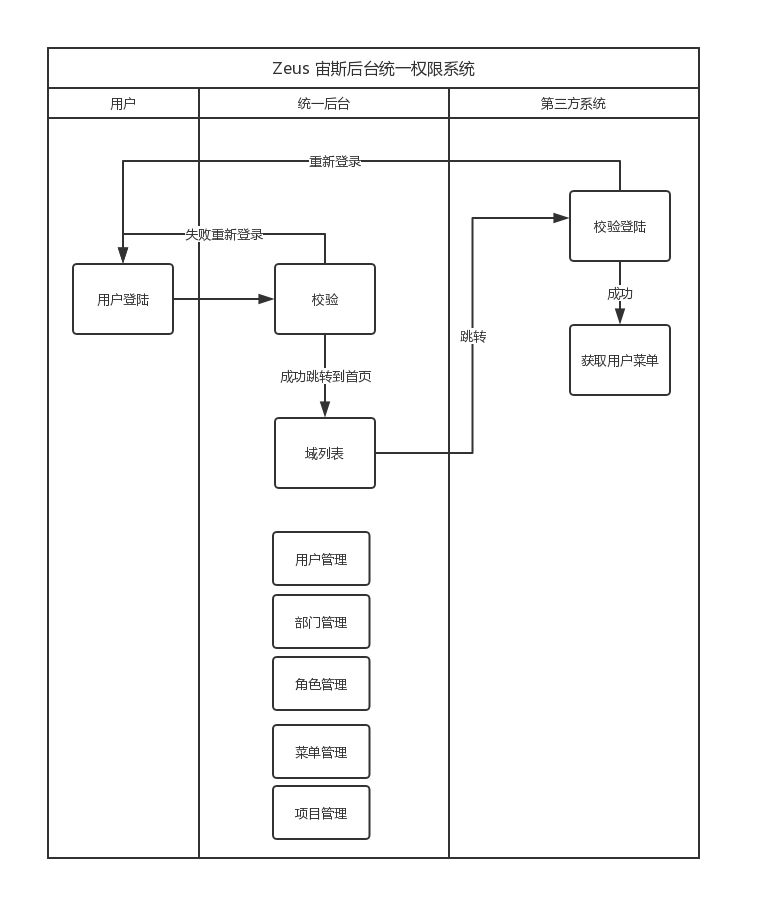 Zeus 宙斯后台统一权限系统
用户
统一后台
第三方系统
重新登录
校验登陆
失败重新登录
用户登陆
校验
成功
跳转
获取用户菜单
成功跳转到首页
域列表
用户管理
部门管理
角色管理
菜单管理
项目管理